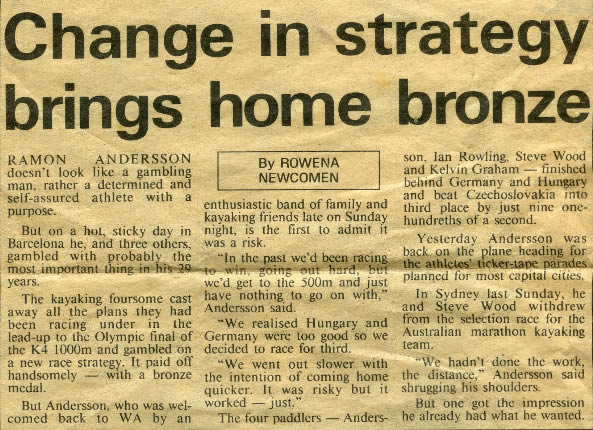 Change in strategy
brings home bronze
RAMON ANDERSSON
doesn't look like a gambling
man, rather a determined and
self-assured athlete with a
purpose.
But on a hot, sticky day in
Barcelona he, and three others,
gambled with probably the
most important thing in his 29
years.
The kayaking foursome cast
away all the plans they had
been racing under in the
lead-up to the Olympic final of
the K4 1000m and gambled on
a new race strategy. It paid off
handsomely — with a bronze
medal.
But Andersson, who was wel-
comed back to WA by an
By ROWENA
NEWCOMEN
enthusiastic band of family and
kayaking friends late on Sunday
night, is the first to admit it
was a risk.
"In the past we'd been racing
to win, going out hard, but
we'd get to the 500m and just
have nothing to go on with,"
Andersson said.
"We realised Hungary and
Germany were too good so we
decided to race for third.
"We went out slower with
the intention of coming home
quicker. It was risky but it
worked — just."
The four paddlers — Anders-
son, Ian Rowling, Steve Wood
and Kelvin Graham — finished
behind Germany and Hungary
and beat Czechoslovakia into
third place by just nine one-
hundreths of a second.
Yesterday Andersson was
back on the plane heading for
the athletes' ticker-tape parades
planned for most capital cities.
In Sydney last Sunday, he
and Steve Wood withdrew
from the selection race for the
Australian marathon kayaking
team.
"We hadn't done the work,
the distance," Andersson said
shrugging his shoulders.
But one got the impression
he already had what he wanted.